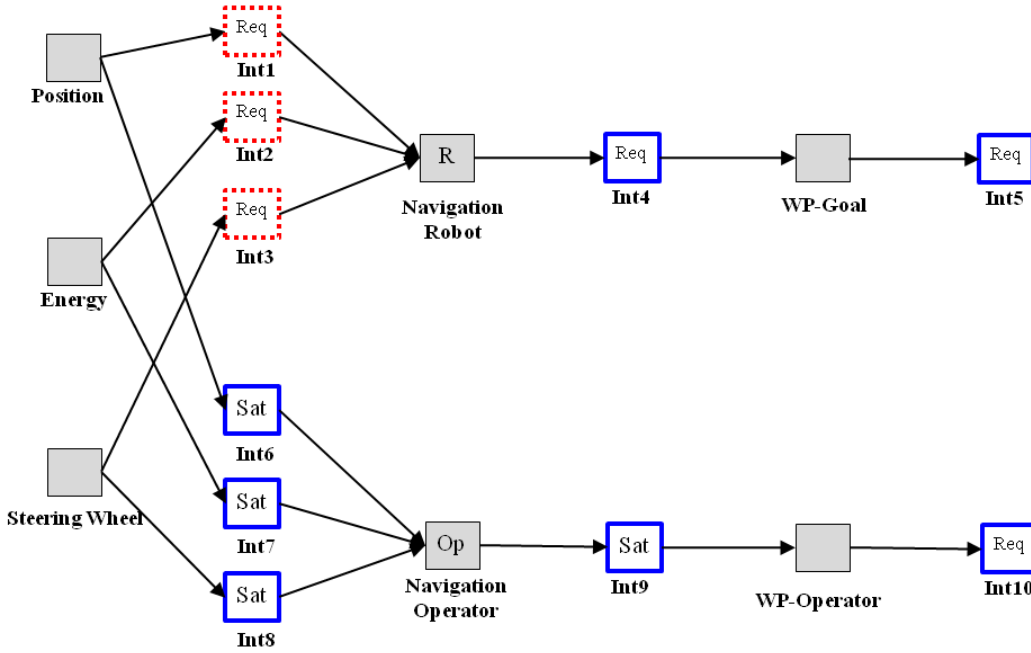 Req
Int1
Position
Req
Int2
R
Req
Int4
WP-Goal
Req
Int5
Req
Int3
Navigation
Robot
Energy
Sat
Int6
Steering Wheel
Sat
Int7
Op
Navigation
Operator
Sat
Int9
WP-Operator
Req
Int10
Sat
Int8